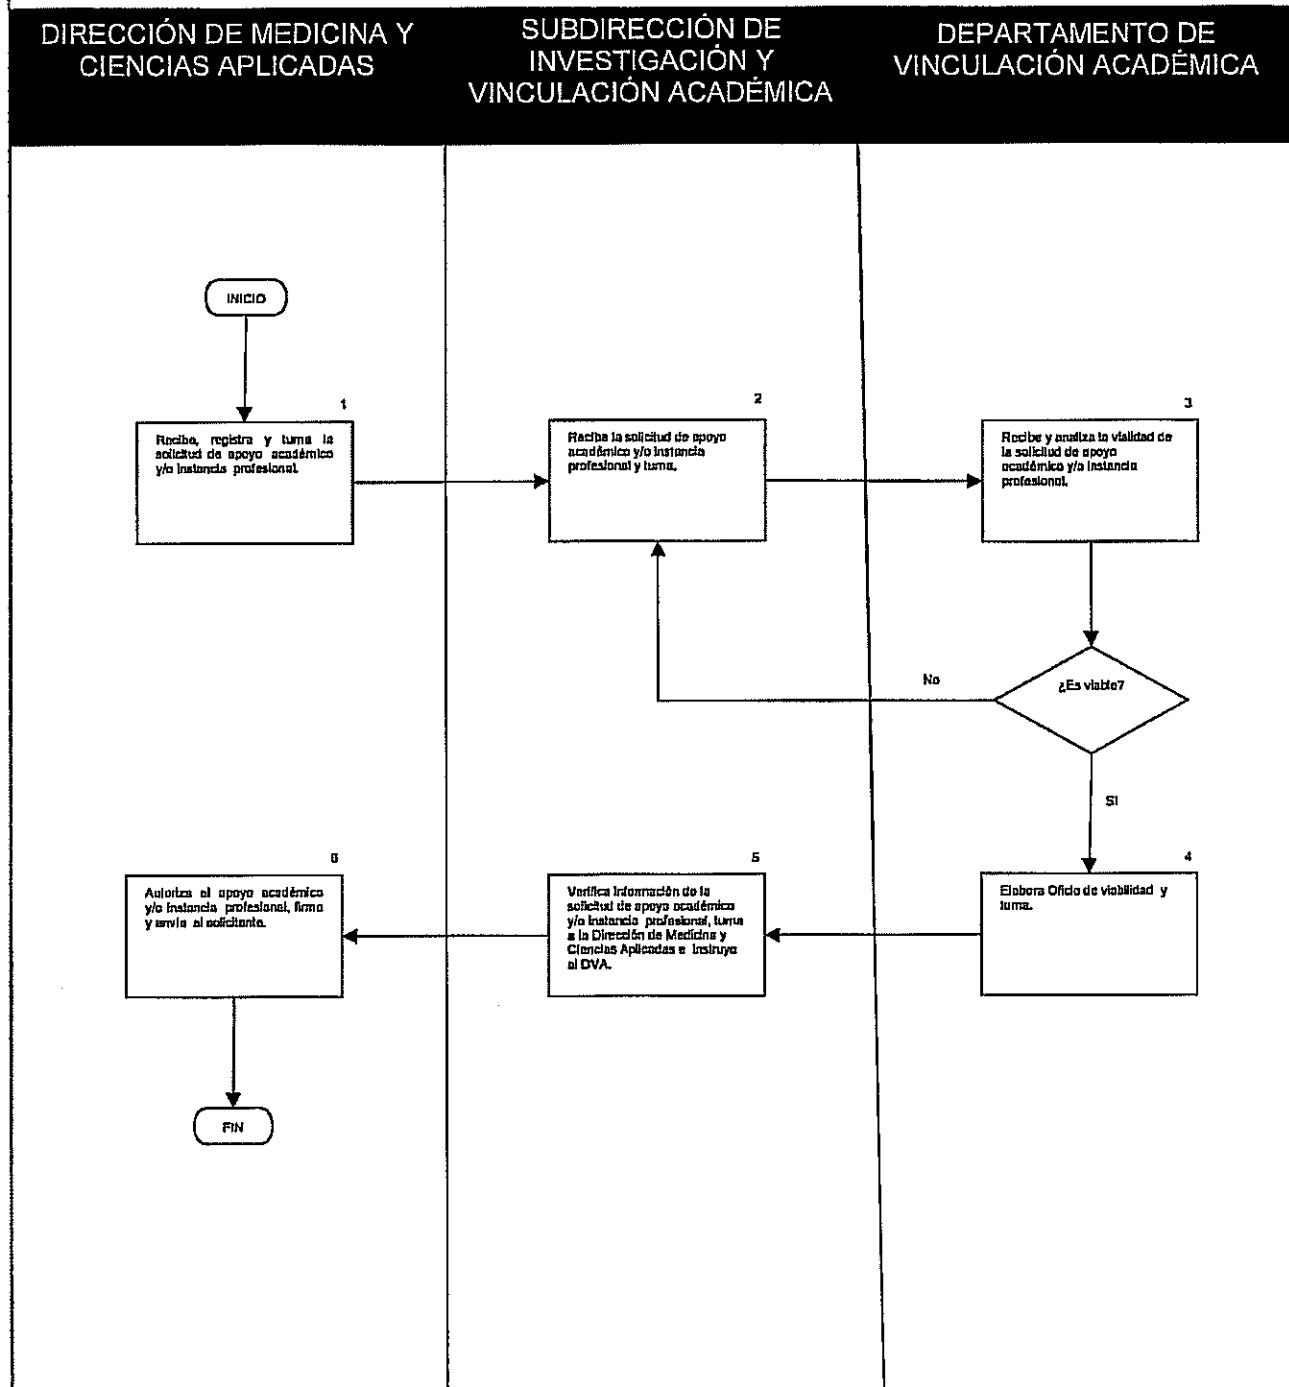 DIRECCIÓN DE MEDICINA Y
CIENCIAS APLICADAS
SUBDIRECCIÓN DE
INVESTIGACIÓN Y
VINCULACIÓN ACADÉMICA
DEPARTAMENTO DE
VINCULACIÓN ACADÉMICA
INICIO
1
Recibe, registra y turna la
solicitud de apoyo académico
y/o instancia profesional.
2
Recibe la solicitud de apoyo
académico y/o instancia
profesional y turna.
3
Recibe y analiza la vialidad de
la solicitud de apoyo
académico y/o instancia
profesional.
¿Es viable?
No
SI
4
Elabora Oficio de viabilidad y
turna.
5
Verifica información de la
solicitud de apoyo académico
y/o instancia profesional, turna
a la Dirección de Medicina y
Ciencias Aplicadas e instruye
al DVA.
6
Autoriza el apoyo académico
y/o instancia profesional, firma
y envía al solicitante.
FIN